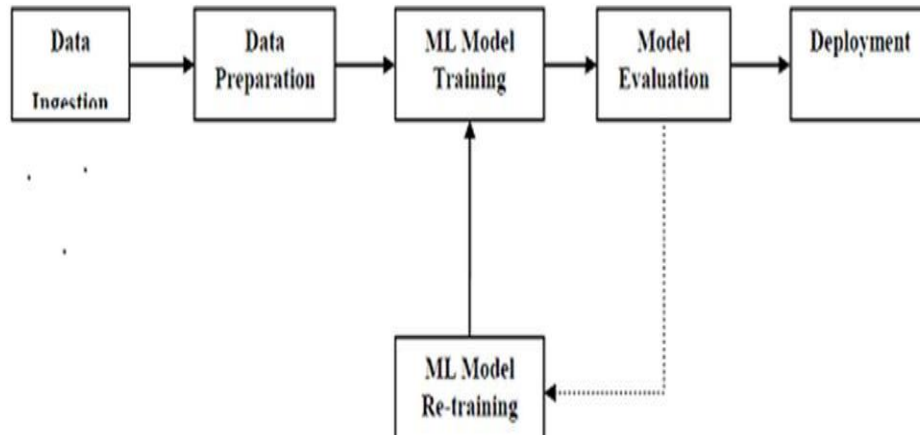 Data
Ingestion
Data
Preparation
ML Model
Training
Model
Evaluation
Deployment
ML Model
Re-training